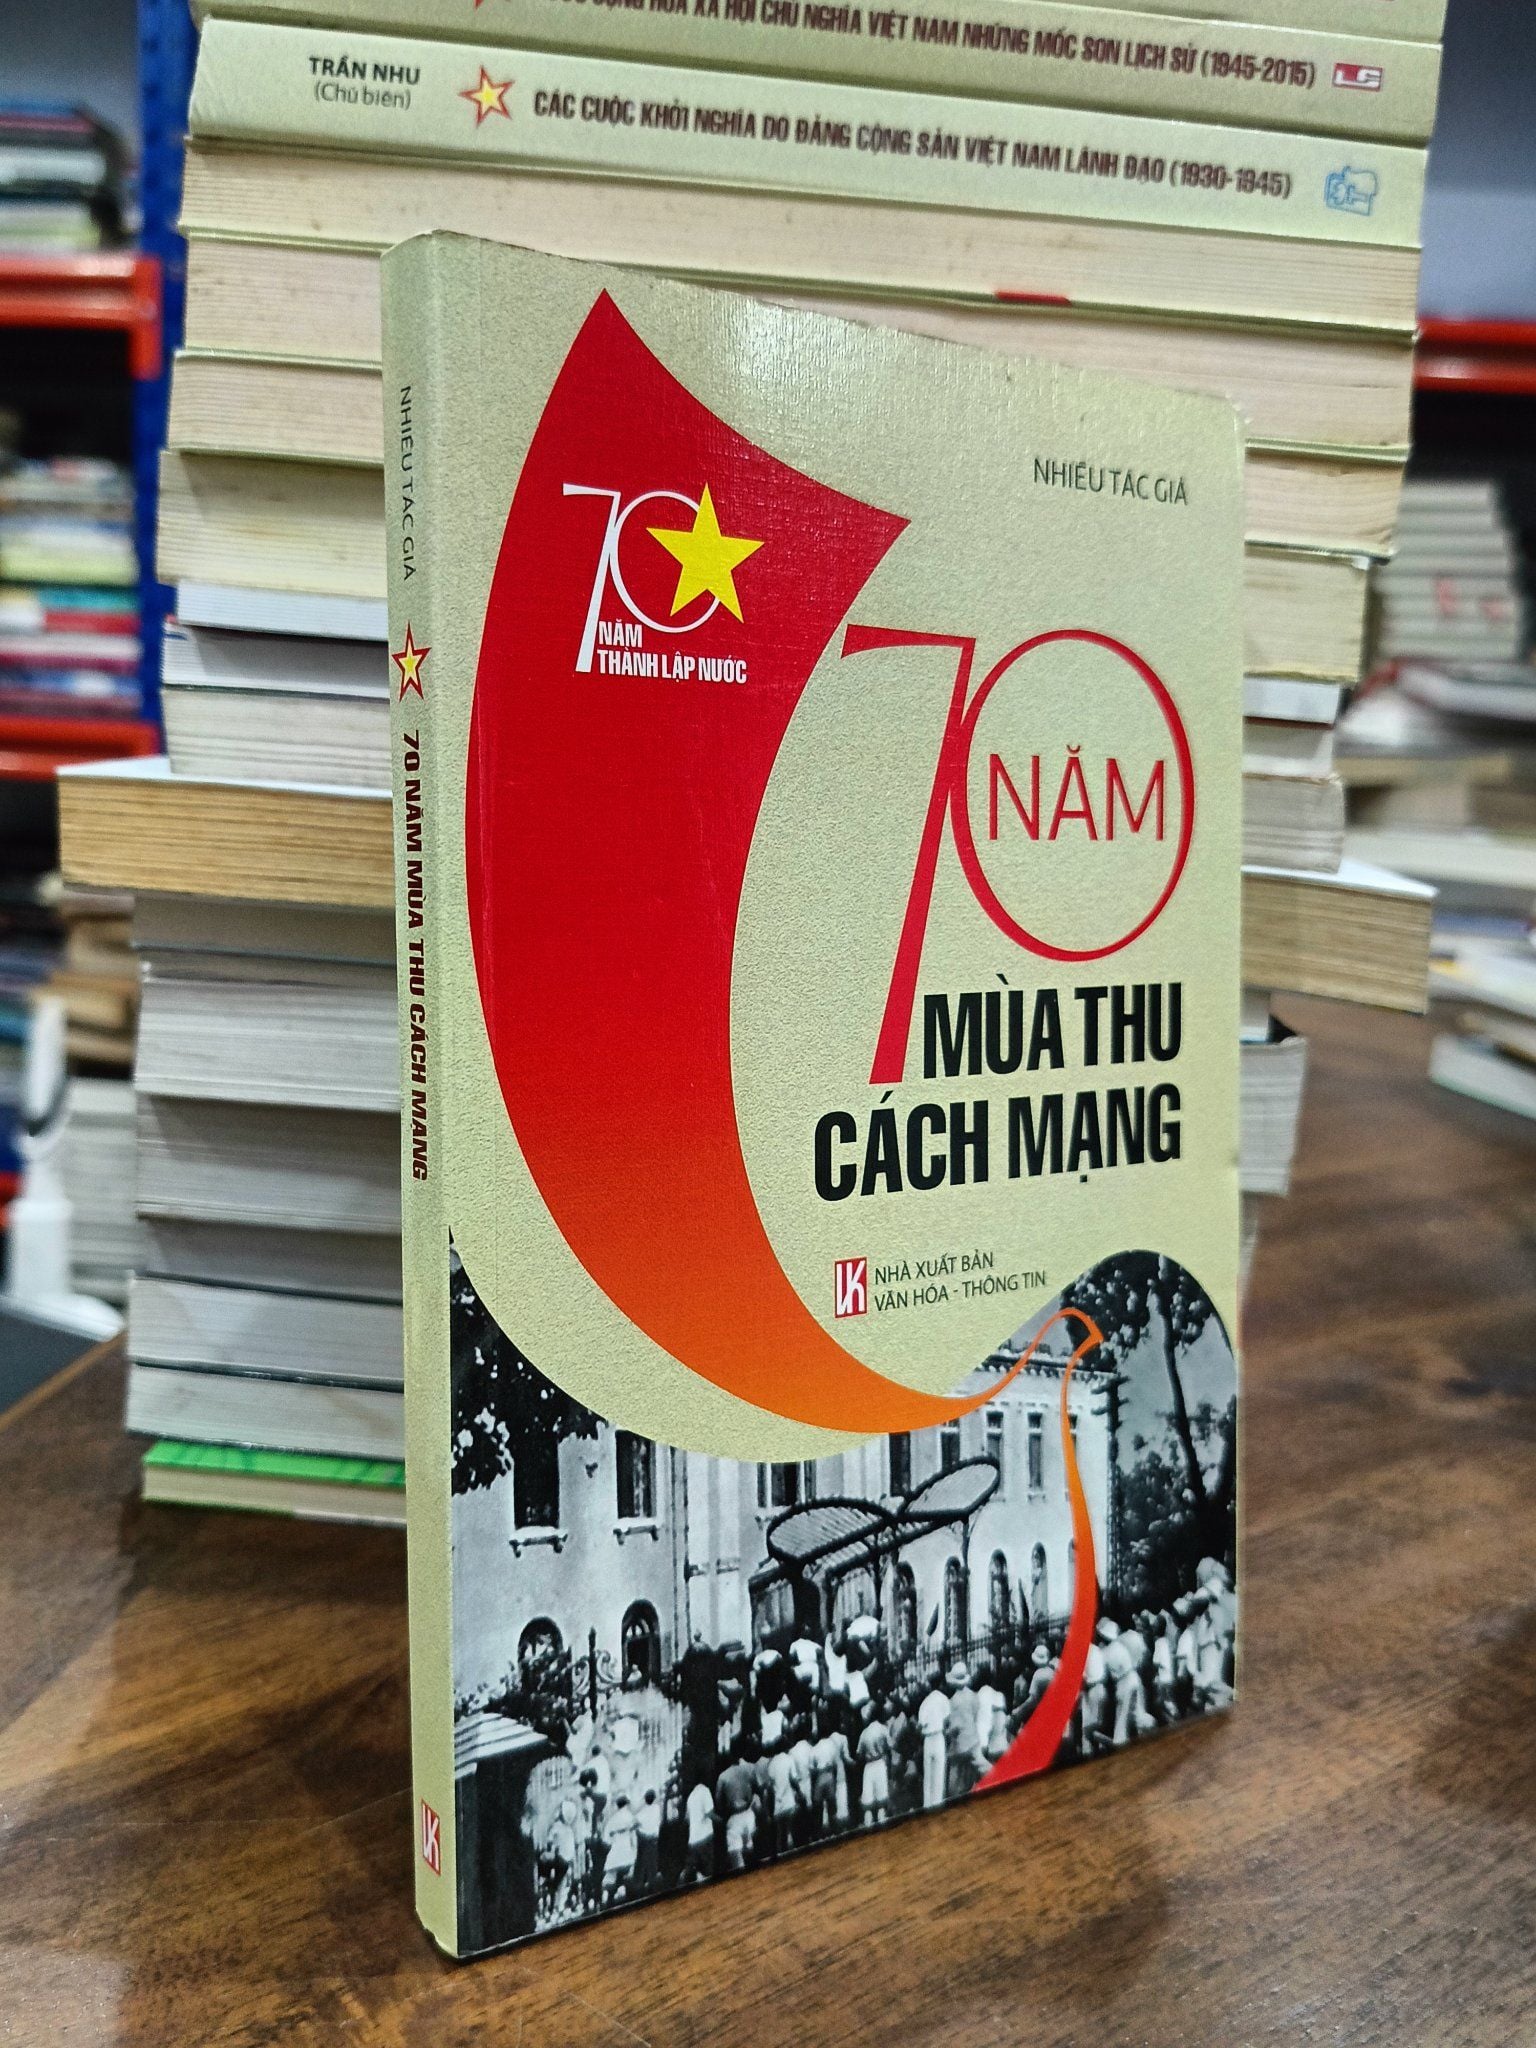 CỘNG HÒA XÃ HỘI CHỦ NGHĨA VIỆT NAM NHỮNG MỐC SON LỊCH SỬ (1945-2015)
TRẦN NHU
(Chủ biên)
CÁC CUỘC KHỞI NGHĨA DO ĐẢNG CỘNG SẢN VIỆT NAM LÃNH ĐẠO (1930-1945)
NHIỀU TÁC GIẢ
70 NĂM MÙA THU CÁCH MẠNG
VK
NHIỀU TÁC GIẢ
70
NĂM
THÀNH LẬP NƯỚC
70
NĂM
MÙA THU
CÁCH MẠNG
VK
NHÀ XUẤT BẢN
VĂN HÓA - THÔNG TIN